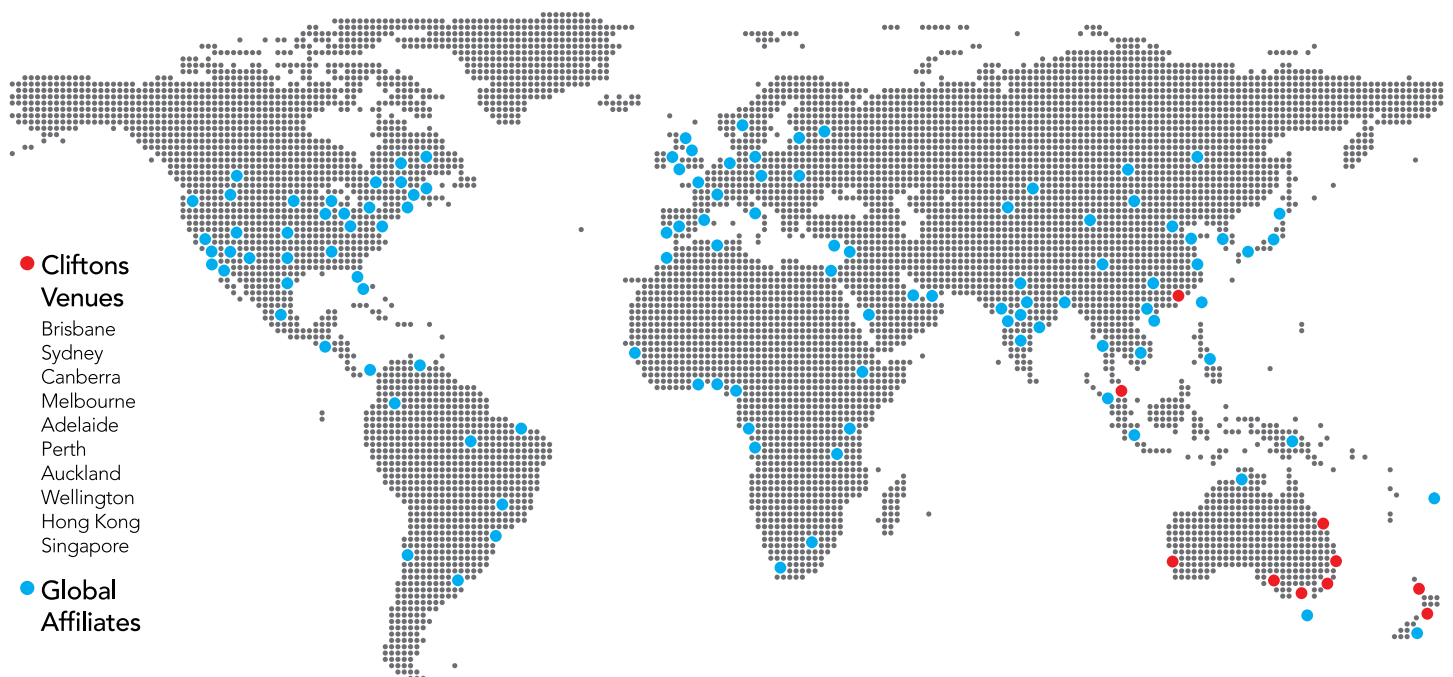 Cliftons
Venues
Brisbane
Sydney
Canberra
Melbourne
Adelaide
Perth
Auckland
Wellington
Hong Kong
Singapore
Global
Affiliates